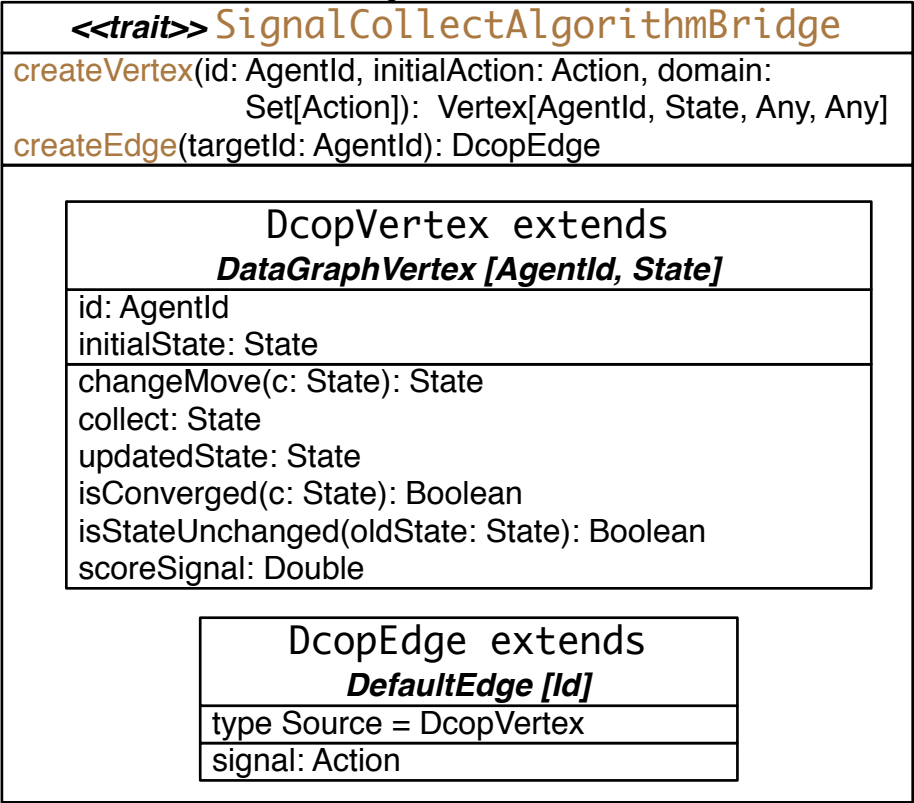 <<trait>> SignalCollectAlgorithmBridge
createVertex(id: AgentId, initialAction: Action, domain:
Set[Action]): Vertex[AgentId, State, Any, Any]
createEdge(targetId: AgentId): DcopEdge
DcopVertex extends
DataGraphVertex [AgentId, State]
id: AgentId
initialState: State
changeMove(c: State): State
collect: State
updatedState: State
isConverged(c: State): Boolean
isStateUnchanged(oldState: State): Boolean
scoreSignal: Double
DcopEdge extends
DefaultEdge [Id]
type Source = DcopVertex
signal: Action